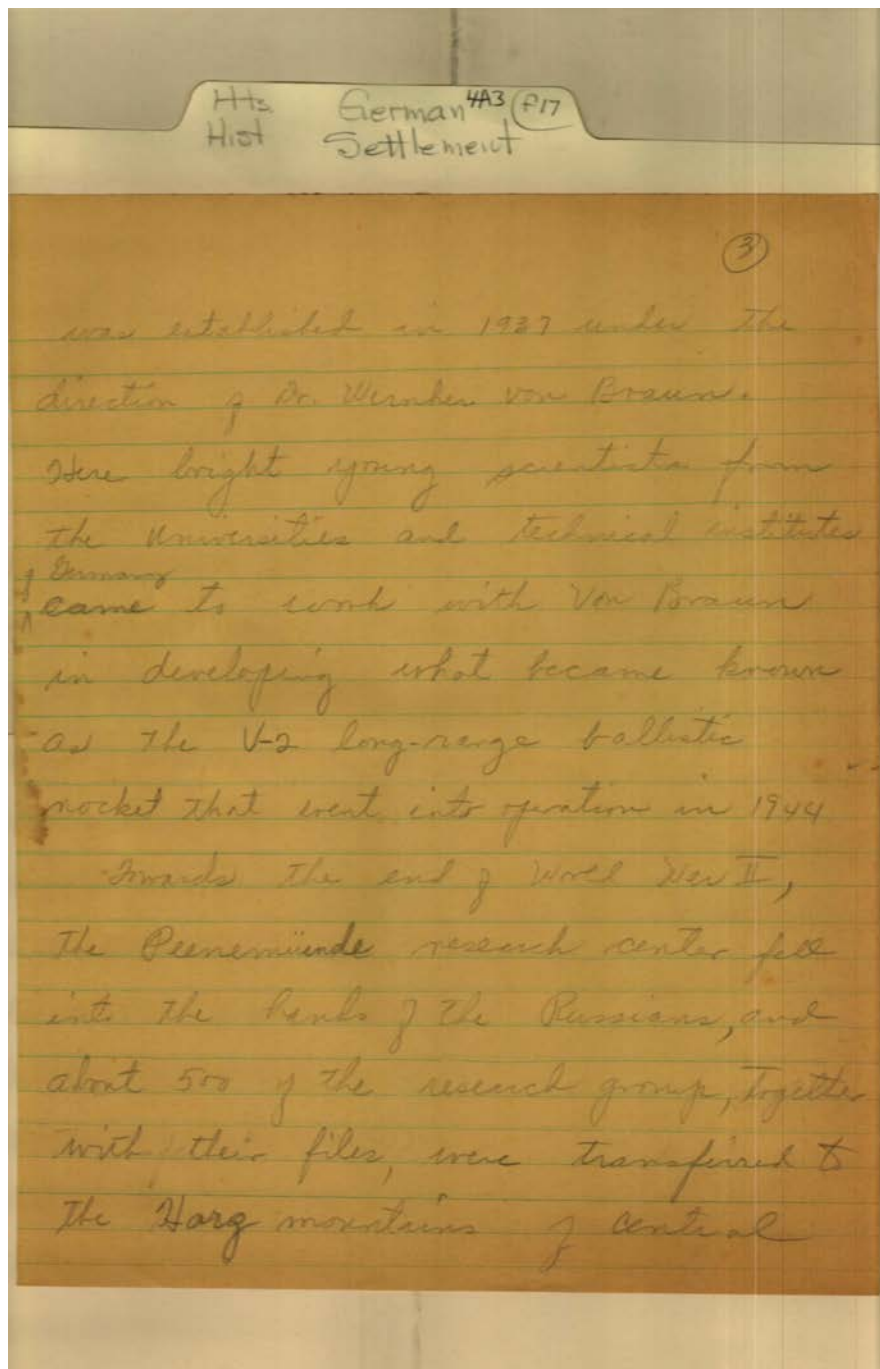 Hts. German 4A3 f17
Hist Settlement
3
was established in 1937 under the
direction of Dr. Wernher von Braun.
Here bright young scientists from
the Universities and technical institutes
of Germany
came to work with Von Braun
in developing what became known
as the V-2 long-range ballistic
rocket that went into operation in 1944
Towards the end of World War II,
the Peenemüende research center fell
into the hands of the Russians, and
about 500 of the research group, together
with their files, were transferred to
the Harz mountains of central